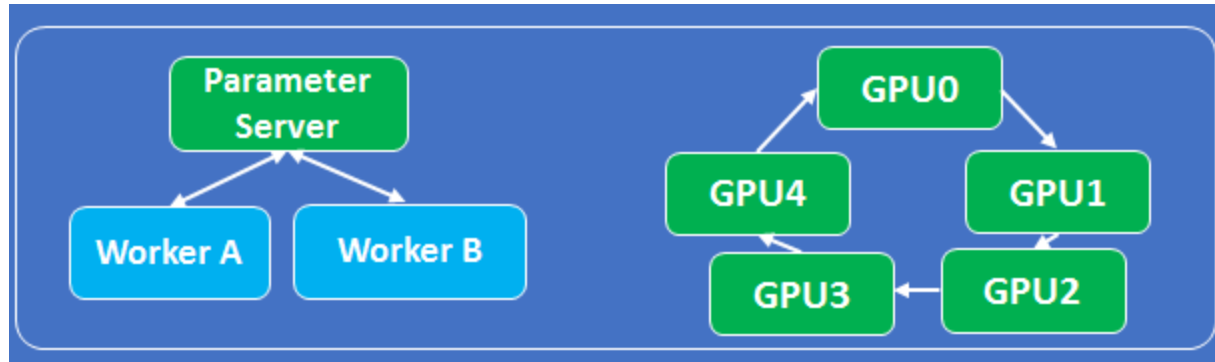 Parameter
Server
Worker A
Worker B
GPU0
GPU4
GPU1
GPU3
GPU2